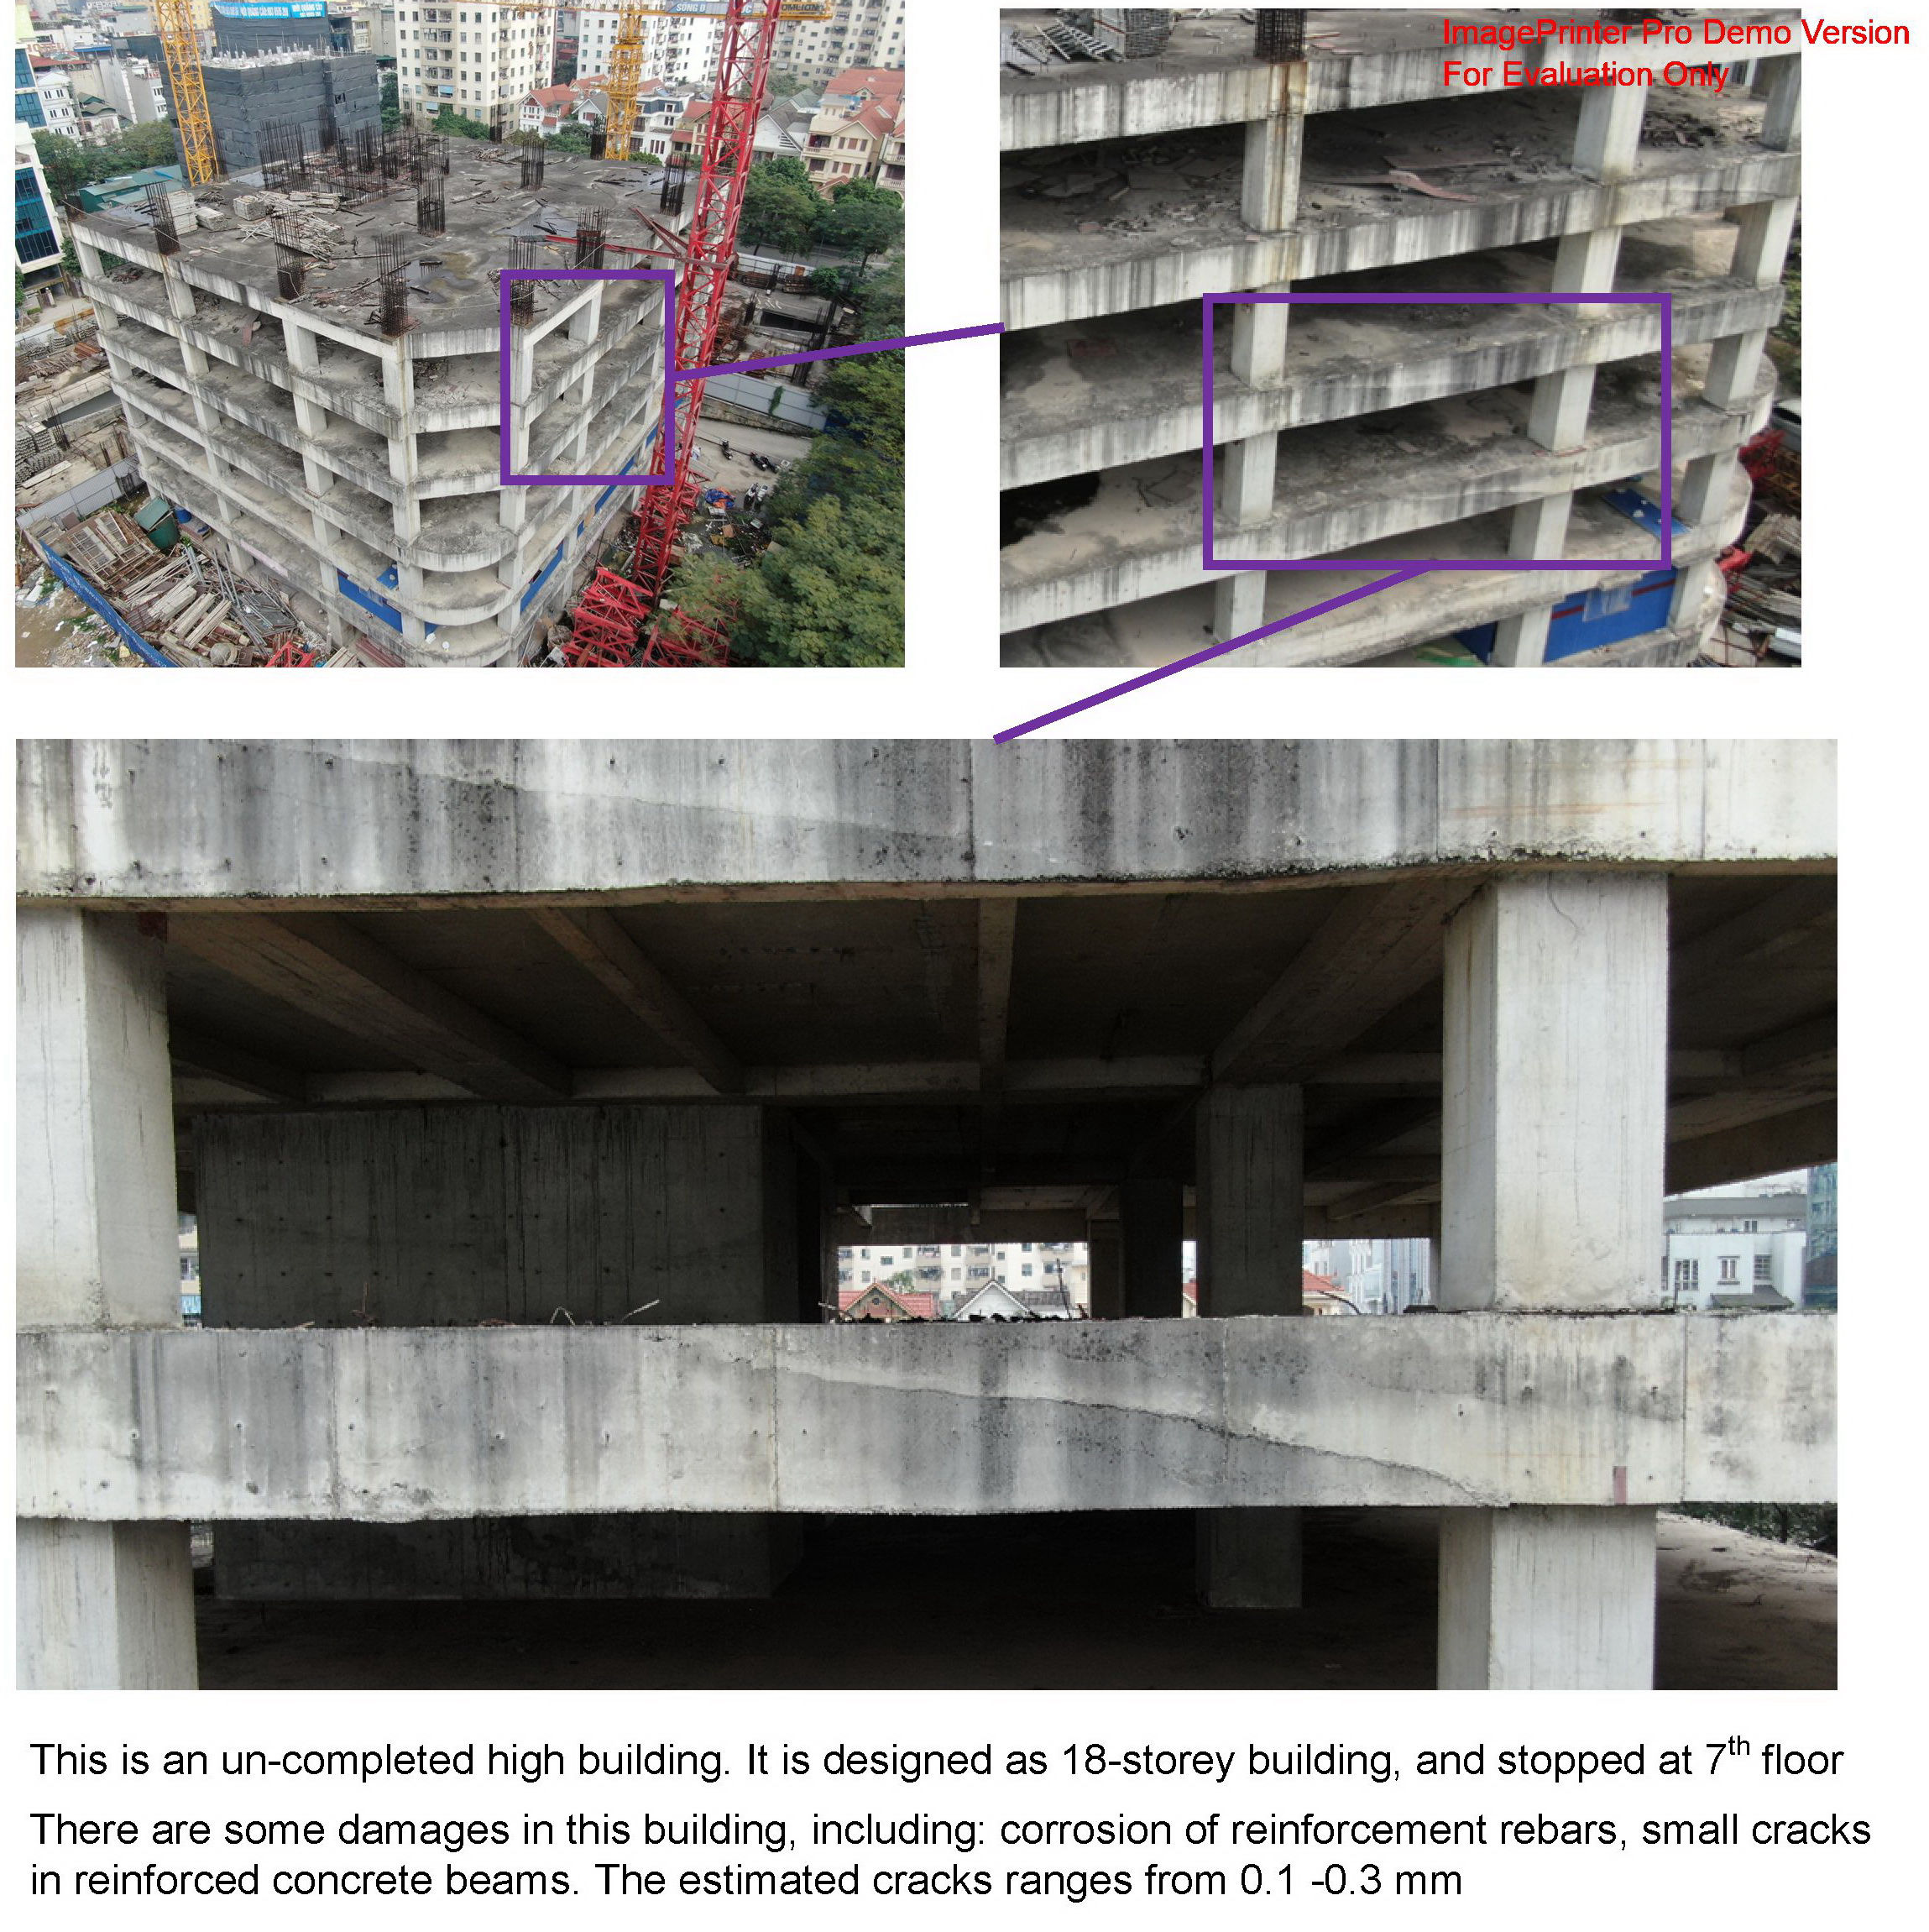 ImagePrinter Pro Demo Version
For Evaluation Only
This is an un-completed high building. It is designed as 18-storey building, and stopped at 7th floor
There are some damages in this building, including: corrosion of reinforcement rebars, small cracks
in reinforced concrete beams. The estimated cracks ranges from 0.1 -0.3 mm